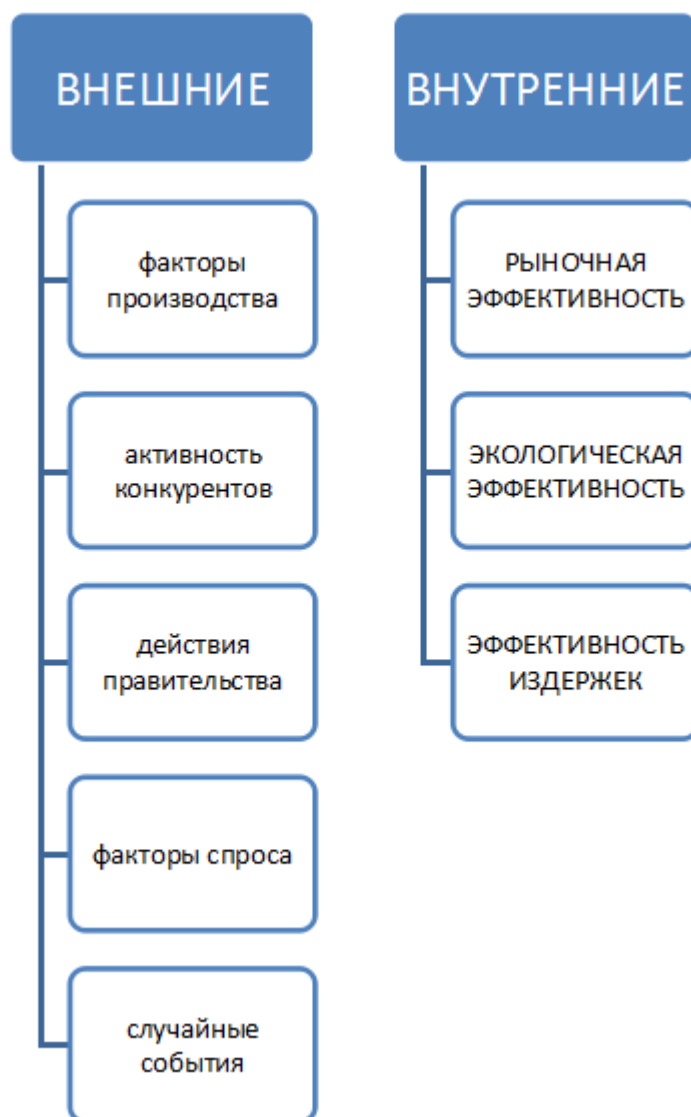 ВНЕШНИЕ
факторы
производства
активность
конкурентов
действия
правительства
факторы спроса
случайные
события
ВНУТРЕННИЕ
РЫНОЧНАЯ
ЭФФЕКТИВНОСТЬ
ЭКОЛОГИЧЕСКАЯ
ЭФФЕКТИВНОСТЬ
ЭФФЕКТИВНОСТЬ
ИЗДЕРЖЕК